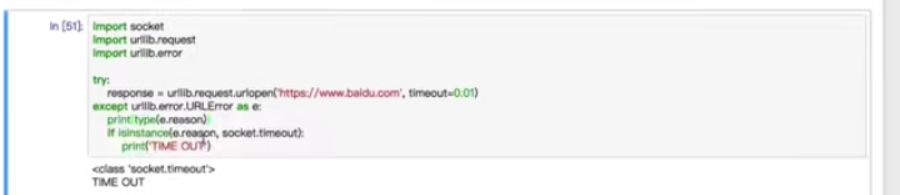 In [51]: import socket
import urllib.request
import urllib.error
try:
response = urllib.request.urlopen('https://www.baidu.com', timeout=0.01)
except urllib.error.URLError as e:
print(type(e.reason))
if isinstance(e.reason, socket.timeout):
print('TIME OUT')
<class 'socket.timeout'>
TIME OUT